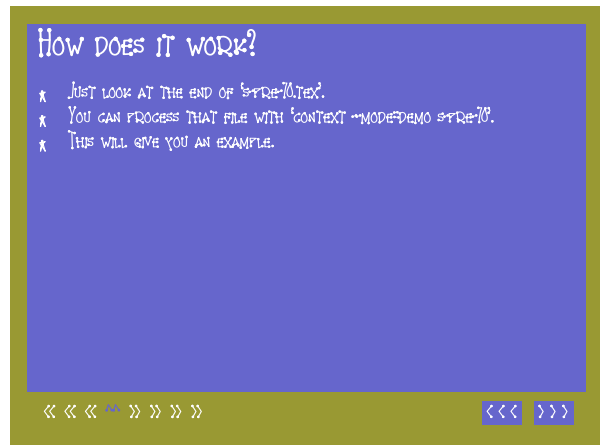 How does it work?
Just look at the end of 's-pre-70.tex'.
You can process that file with 'context --mode=demo s-pre-70'.
This will give you an example.